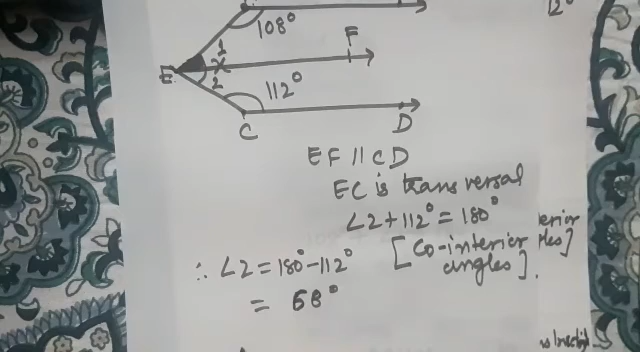 12°
108°
1
F
E
x
2
112°
C
D
EF || CD
EC is transversal
∠2 + 112° = 180°
[Co-interior angles].
∴ ∠2 = 180° - 112°
= 68°